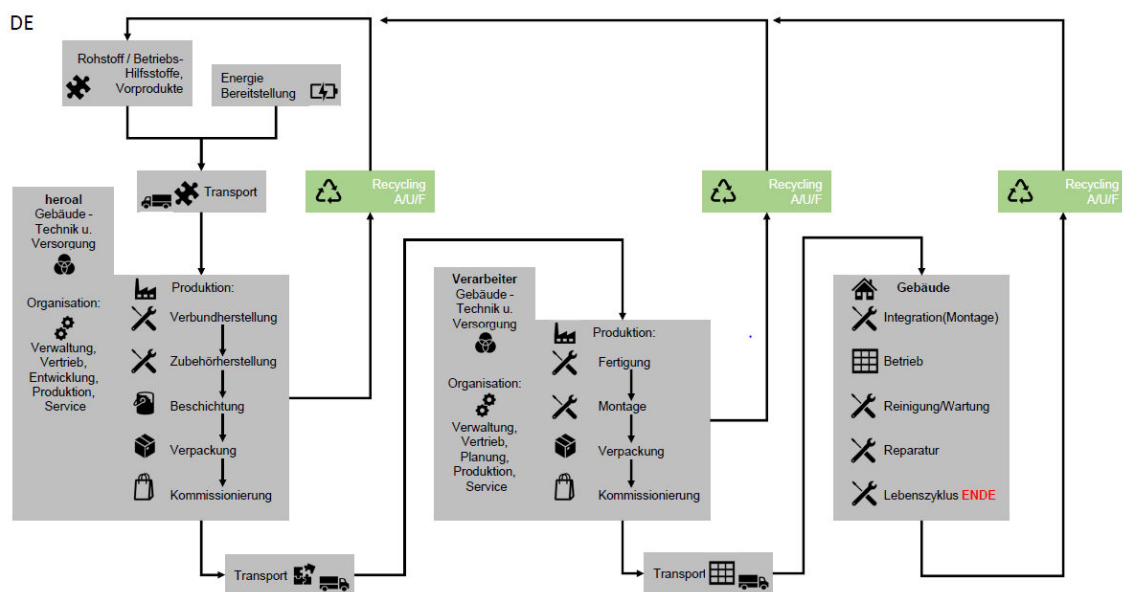 DE
Rohstoff / Betriebs-
Hilfsstoffe,
Vorprodukte
Energie
Bereitstellung
Transport
Recycling
A/U/F
Recycling
A/U/F
Recycling
A/U/F
heroal
Gebäude -
Technik u.
Versorgung
Organisation:
Verwaltung,
Vertrieb,
Entwicklung,
Produktion,
Service
Produktion:
Verbundherstellung
Zubehörherstellung
Beschichtung
Verpackung
Kommissionierung
Transport
Verarbeiter
Gebäude -
Technik u.
Versorgung
Organisation:
Verwaltung,
Vertrieb,
Planung,
Produktion,
Service
Produktion:
Fertigung
Montage
Verpackung
Kommissionierung
Transport
Gebäude
Integration(Montage)
Betrieb
Reinigung/Wartung
Reparatur
Lebenszyklus ENDE